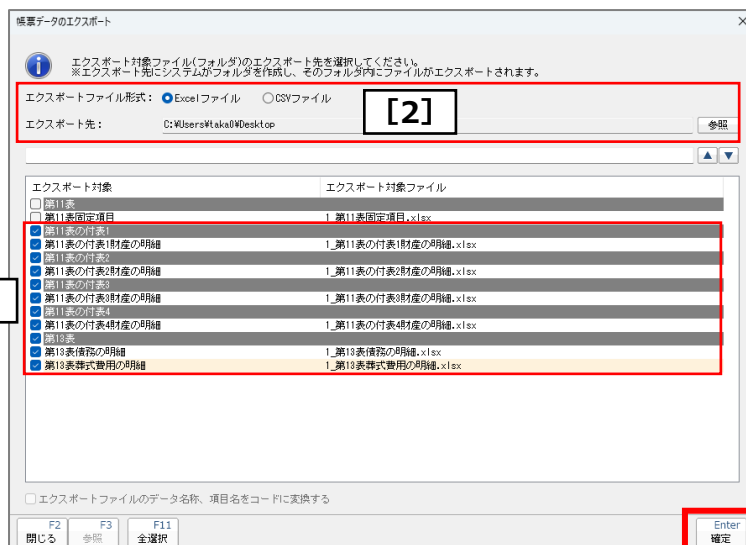 帳票データのエクスポート
エクスポート対象ファイル(フォルダ)のエクスポート先を選択してください。
※エクスポート先にシステムがフォルダを作成し、そのフォルダ内にファイルがエクスポートされます。
エクスポートファイル形式： Excelファイル CSVファイル
[2]
エクスポート先： C:¥Users¥taka0¥Desktop 参照
エクスポート対象 エクスポート対象ファイル
第11表
第11表固定項目 1_第11表固定項目.xlsx
第11表の付表1
第11表の付表1財産の明細 1_第11表の付表1財産の明細.xlsx
第11表の付表2
第11表の付表2財産の明細 1_第11表の付表2財産の明細.xlsx
第11表の付表3
第11表の付表3財産の明細 1_第11表の付表3財産の明細.xlsx
第11表の付表4
第11表の付表4財産の明細 1_第11表の付表4財産の明細.xlsx
第13表
第13表債務の明細 1_第13表債務の明細.xlsx
第13表葬式費用の明細 1_第13表葬式費用の明細.xlsx
エクスポートファイルのデータ名称、項目名をコードに変換する
F2 F3 F11 Enter
閉じる 参照 全選択 確定